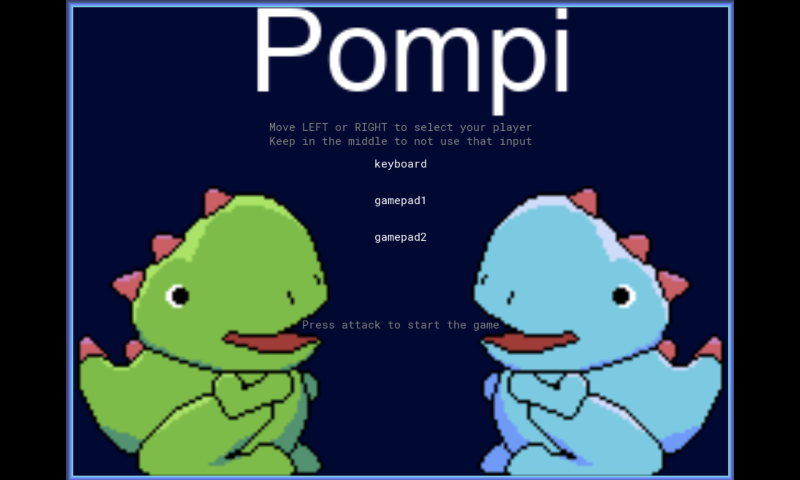 Pompi
Move LEFT or RIGHT to select your player
Keep in the middle to not use that input
keyboard
gamepad1
gamepad2
Press attack to start the game